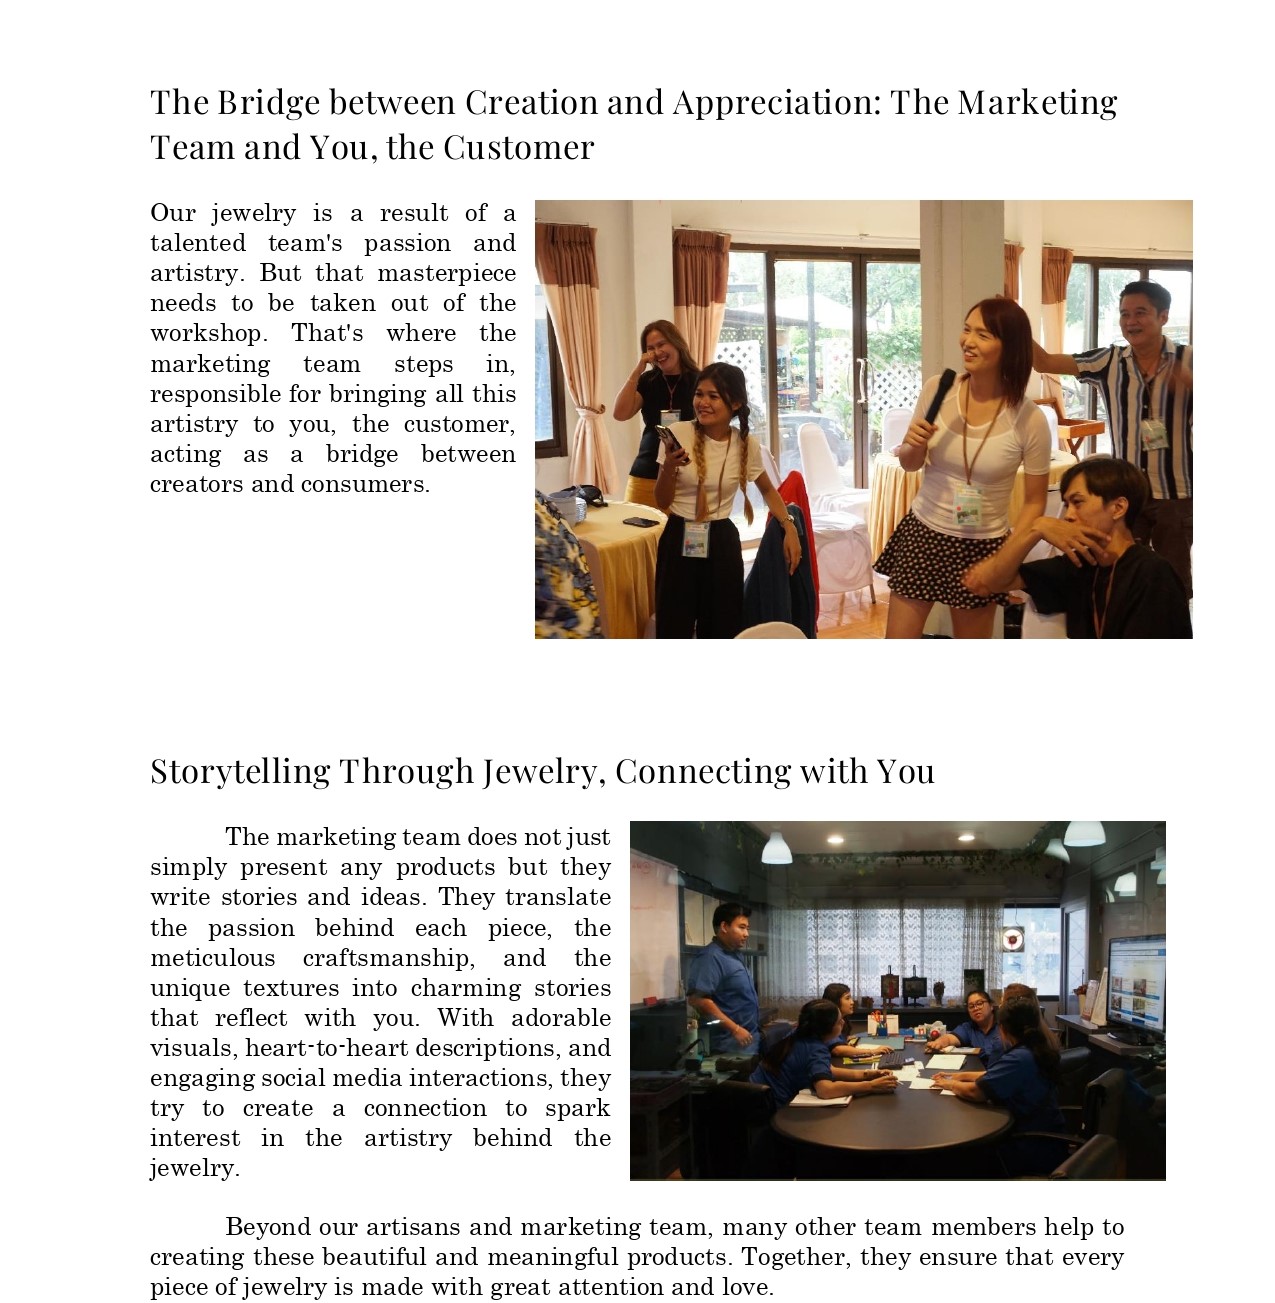 The Bridge between Creation and Appreciation: The Marketing
Team and You, the Customer
Our jewelry is a result of a
talented team's passion and
artistry. But that masterpiece
needs to be taken out of the
workshop. That's where the
marketing team steps in,
responsible for bringing all this
artistry to you, the customer,
acting as a bridge between
creators and consumers.
Storytelling Through Jewelry, Connecting with You
The marketing team does not just
simply present any products but they
write stories and ideas. They translate
the passion behind each piece, the
meticulous craftsmanship, and the
unique textures into charming stories
that reflect with you. With adorable
visuals, heart-to-heart descriptions, and
engaging social media interactions, they
try to create a connection to spark
interest in the artistry behind the
jewelry.
Beyond our artisans and marketing team, many other team members help to
creating these beautiful and meaningful products. Together, they ensure that every
piece of jewelry is made with great attention and love.